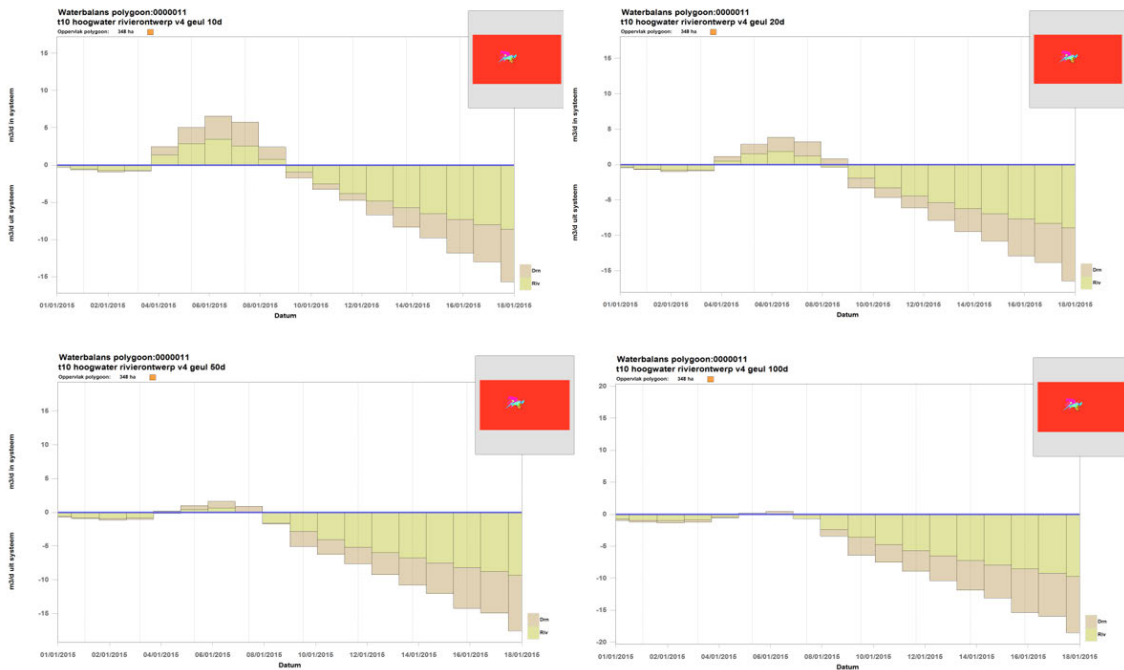 Waterbalans polygoon:0000011
t10 hoogwater rivierontwerp v4 geul 10d
Oppervlak polygoon: 348 ha
m3/d in systeem
m3/d uit systeem
15
10
5
0
-5
-10
-15
01/01/2015 02/01/2015 04/01/2015 06/01/2015 08/01/2015 10/01/2015 12/01/2015 14/01/2015 16/01/2015 18/01/2015
Datum
Drn
Riv
Waterbalans polygoon:0000011
t10 hoogwater rivierontwerp v4 geul 20d
Oppervlak polygoon: 348 ha
m3/d in systeem
m3/d uit systeem
15
10
5
0
-5
-10
-15
01/01/2015 02/01/2015 04/01/2015 06/01/2015 08/01/2015 10/01/2015 12/01/2015 14/01/2015 16/01/2015 18/01/2015
Datum
Drn
Riv
Waterbalans polygoon:0000011
t10 hoogwater rivierontwerp v4 geul 50d
Oppervlak polygoon: 348 ha
m3/d in systeem
m3/d uit systeem
15
10
5
0
-5
-10
-15
01/01/2015 02/01/2015 04/01/2015 06/01/2015 08/01/2015 10/01/2015 12/01/2015 14/01/2015 16/01/2015 18/01/2015
Datum
Drn
Riv
Waterbalans polygoon:0000011
t10 hoogwater rivierontwerp v4 geul 100d
Oppervlak polygoon: 348 ha
m3/d in systeem
m3/d uit systeem
20
15
10
5
0
-5
-10
-15
-20
01/01/2015 02/01/2015 04/01/2015 06/01/2015 08/01/2015 10/01/2015 12/01/2015 14/01/2015 16/01/2015 18/01/2015
Datum
Drn
Riv